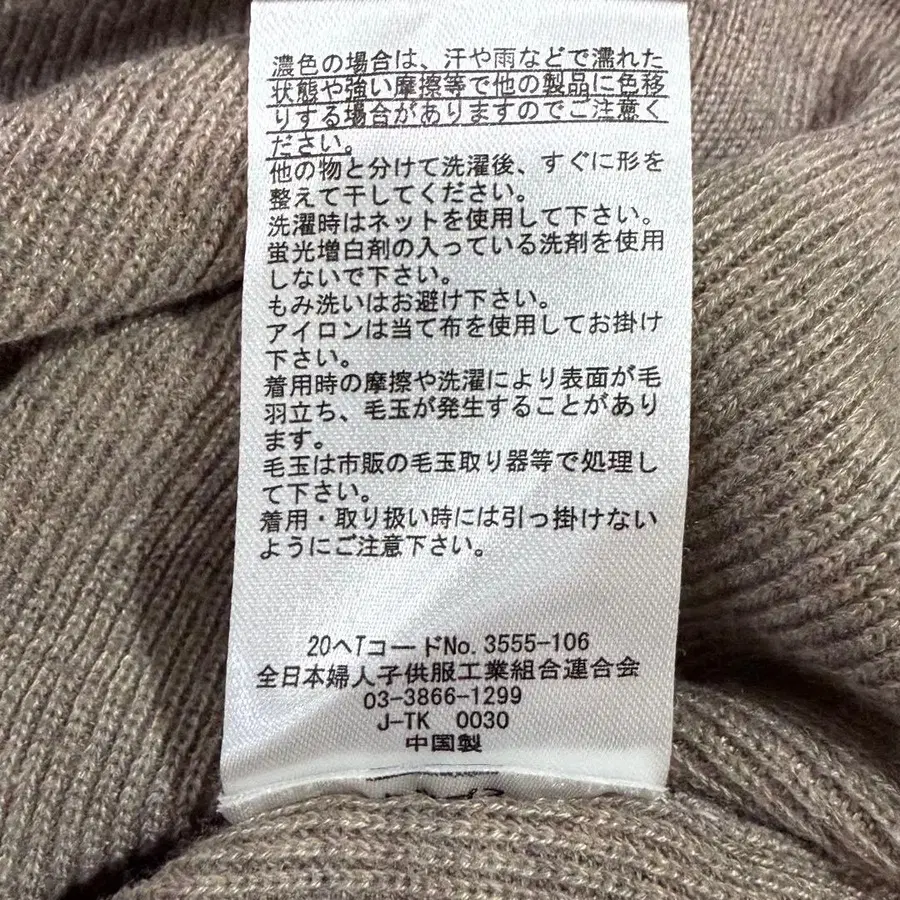 濃色の場合は、汗や雨などで濡れた
状態や強い摩擦等で他の製品に色移
りする場合がありますのでご注意く
ださい。
他の物と分けて洗濯後、すぐに形を
整えて干してください。
洗濯時はネットを使用して下さい。
蛍光増白剤の入っている洗剤を使用
しないで下さい。
もみ洗いはお避け下さい。
アイロンは当て布を使用してお掛け
下さい。
着用時の摩擦や洗濯により表面が毛
羽立ち、毛玉が発生することがあり
ます。
毛玉は市販の毛玉取り器等で処理し
て下さい。
着用・取り扱い時には引っ掛けない
ようにご注意下さい。
20ヘTコードNo. 3555-106
全日本婦人子供服工業組合連合会
03-3866-1299
J-TK 0030
中国製